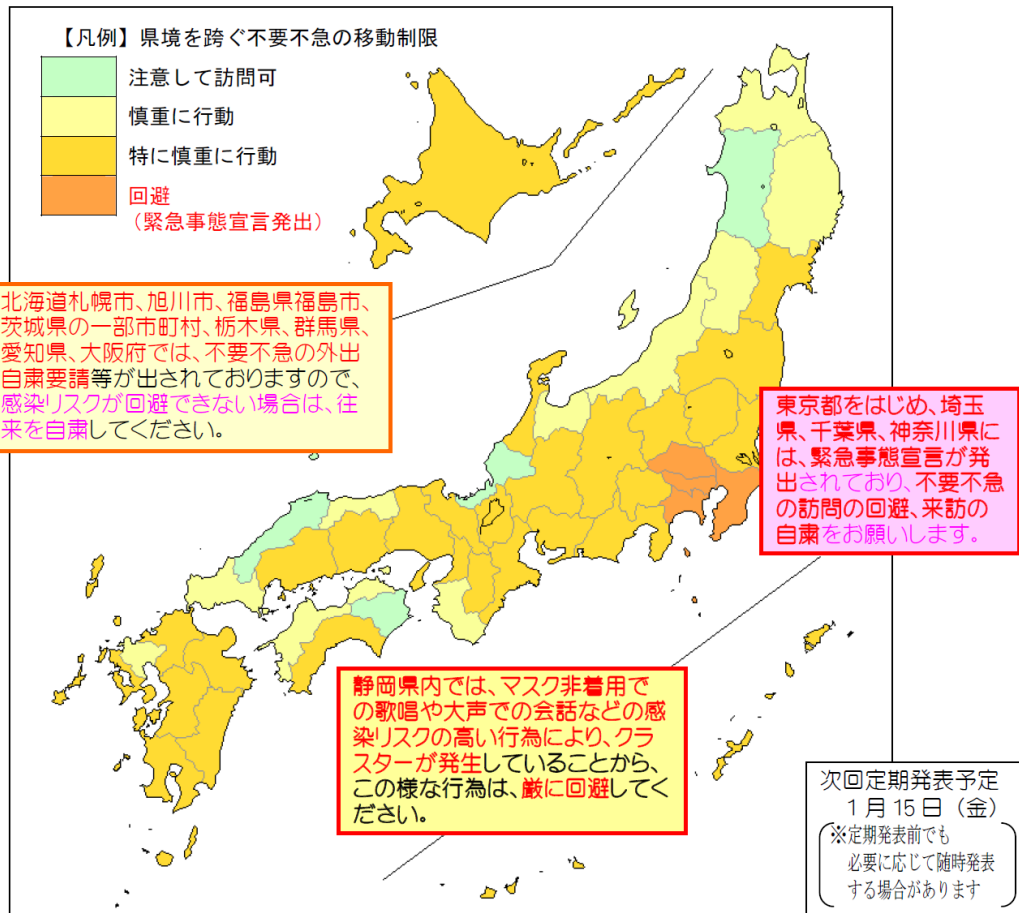 【凡例】県境を跨ぐ不要不急の移動制限
注意して訪問可
慎重に行動
特に慎重に行動
回避
（緊急事態宣言発出）
北海道札幌市、旭川市、福島県福島市、
茨城県の一部市町村、栃木県、群馬県、
愛知県、大阪府では、不要不急の外出
自粛要請等が出されておりますので、
感染リスクが回避できない場合は、往
来を自粛してください。
東京都をはじめ、埼玉
県、千葉県、神奈川県に
は、緊急事態宣言が発
出されており、不要不急
の訪問の回避、来訪の
自粛をお願いします。
静岡県内では、マスク非着用で
の歌唱や大声での会話などの感
染リスクの高い行為により、クラ
スターが発生していることから、
この様な行為は、厳に回避してく
ださい。
次回定期発表予定
1月15日（金）
※定期発表前でも
必要に応じて随時発表
する場合があります